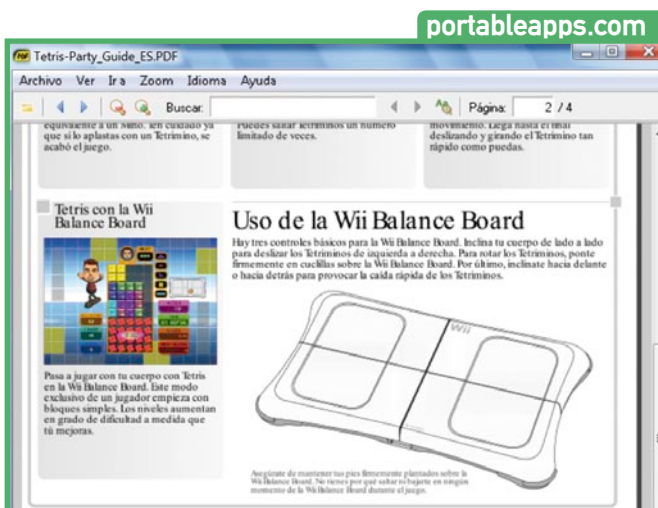 portableapps.com
Tetris-Party_Guide_ES.PDF
Archivo Ver Ir a Zoom Idioma Ayuda
Buscar: Página: 2 / 4
equivalente a un Mino. Ten cuidado ya
que si lo aplastas con un Tetrimino, se
acabó el juego.
Puedes saltar Tetriminos un número
limitado de veces.
movimiento. Llega hasta el final
deslizando y girando el Tetrimino tan
rápido como puedas.
Tetris con la Wii
Balance Board
Pasa a jugar con tu cuerpo con Tetris
en la Wii Balance Board. Este modo
exclusivo de un jugador empieza con
bloques simples. Los niveles aumentan
en grado de dificultad a medida que
tú mejoras.
Uso de la Wii Balance Board
Hay tres controles básicos para la Wii Balance Board. Inclina tu cuerpo de lado a lado
para deslizar los Tetriminos de izquierda a derecha. Para rotar los Tetriminos, ponte
firmemente en cuclillas sobre la Wii Balance Board. Por último, inclínate hacia delante
o hacia detrás para provocar la caída rápida de los Tetriminos.
Wii
Asegúrate de mantener tus pies firmemente plantados sobre la
Wii Balance Board. No tienes por qué saltar ni bajarte en ningún
momento de la Wii Balance Board durante el juego.